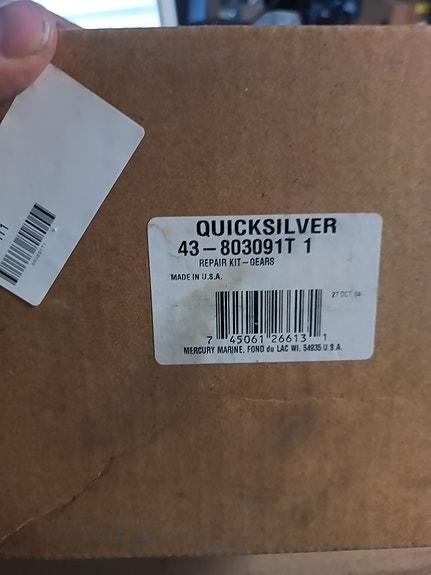 QUICKSILVER
43-803091T 1
REPAIR KIT-GEARS
MADE IN U.S.A.
27 OCT
7 45061 26613 1
MERCURY MARINE, FOND du LAC WI. 54935 U.S.A.